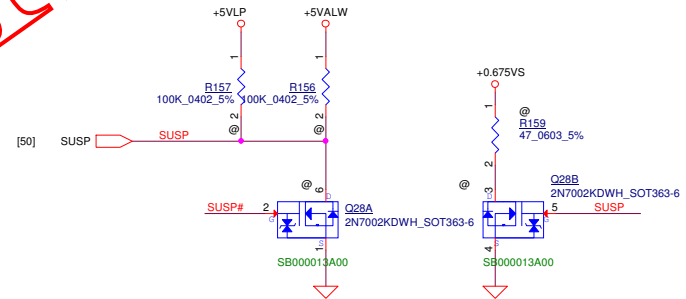 +5VLP
+5VALW
1
1
R157
R156
100K_0402_5%
100K_0402_5%
2
2
@
@
[50]
SUSP
SUSP
+0.675VS
1
@
R159
47_0603_5%
2
@
6
D
SUSP#
2
G
Q28A
2N7002KDWH_SOT363-6
S
1
SB000013A00
@
3
D
Q28B
2N7002KDWH_SOT363-6
5
G
SUSP
S
4
SB000013A00